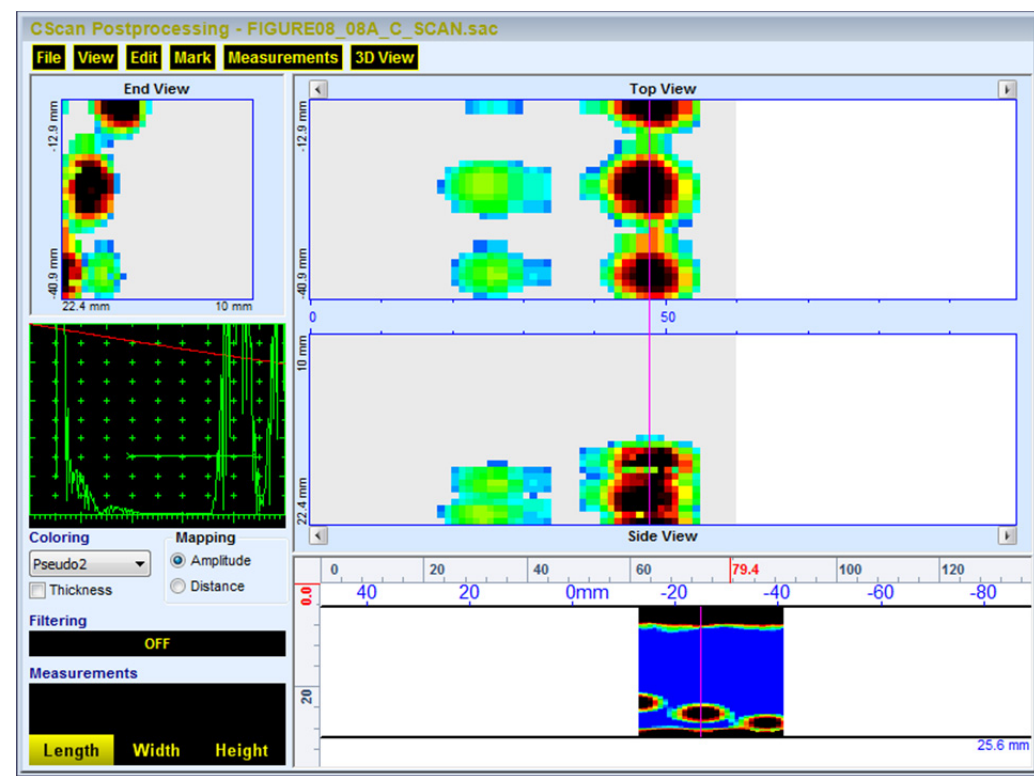 CScan Postprocessing - FIGURE08_08A_C_SCAN.sac
File View Edit Mark Measurements 3D View
End View
-12.9 mm
-40.9 mm
22.4 mm 10 mm
Top View
-12.9 mm
-40.9 mm
0 50
10 mm
22.4 mm
Side View
Coloring
Pseudo2
Thickness
Mapping
Amplitude
Distance
Filtering
OFF
Measurements
Length Width Height
0 20 40 60 79.4 100 120
0.0 40 20 0mm -20 -40 -60 -80
20
25.6 mm